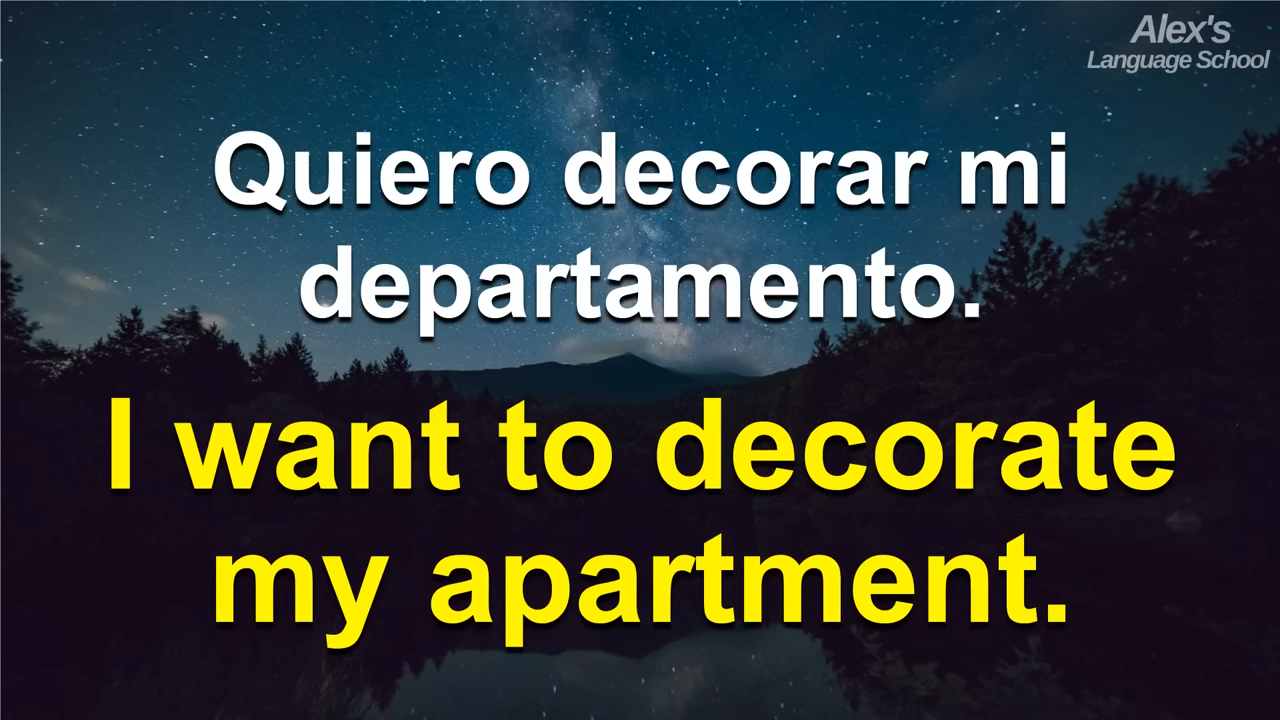 Alex's
Language School
Quiero decorar mi
departamento.
I want to decorate
my apartment.